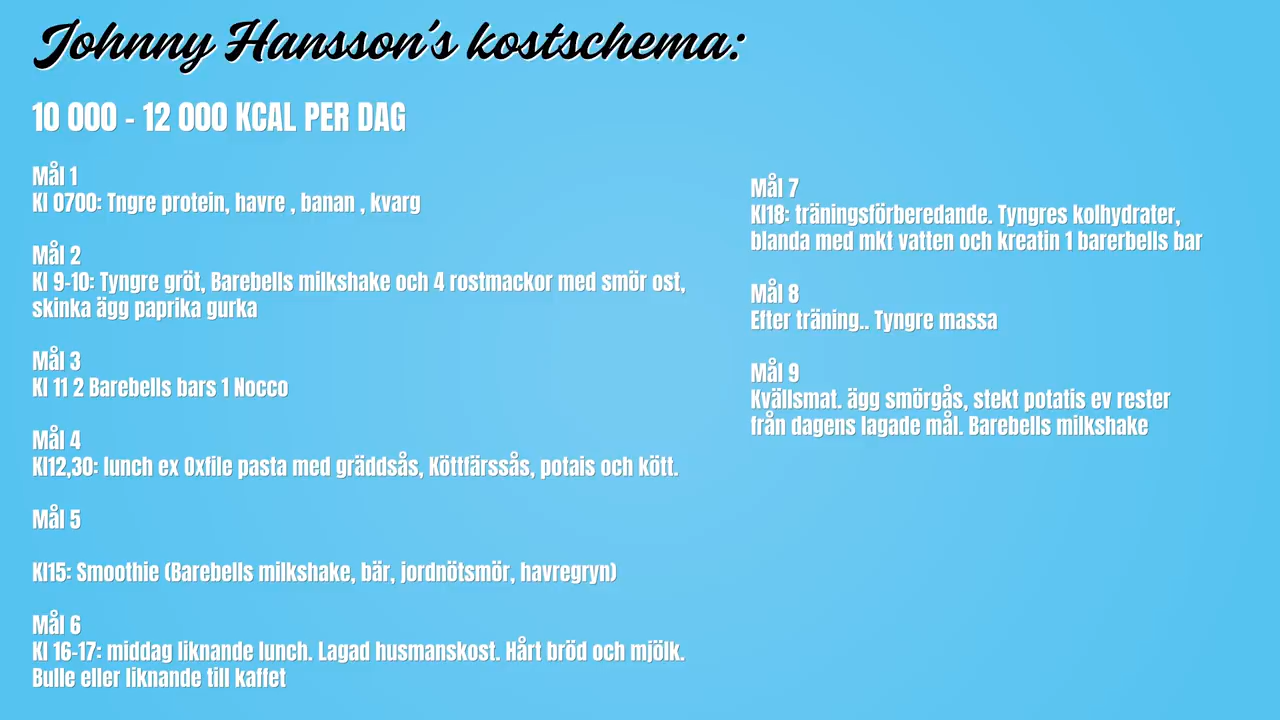 Johnny Hansson's kostschema:
10 000 - 12 000 KCAL PER DAG
Mål 1
Kl 0700: Tngre protein, havre , banan , kvarg
Mål 2
Kl 9-10: Tyngre gröt, Barebells milkshake och 4 rostmackor med smör ost,
skinka ägg paprika gurka
Mål 3
Kl 11 2 Barebells bars 1 Nocco
Mål 4
Kl12,30: lunch ex Oxfile pasta med gräddsås, Köttfärssås, potais och kött.
Mål 5
Kl15: Smoothie (Barebells milkshake, bär, jordnötsmör, havregryn)
Mål 6
Kl 16-17: middag liknande lunch. Lagad husmanskost. Hårt bröd och mjölk.
Bulle eller liknande till kaffet
Mål 7
Kl18: träningsförberedande. Tyngres kolhydrater,
blanda med mkt vatten och kreatin 1 barerbells bar
Mål 8
Efter träning.. Tyngre massa
Mål 9
Kvällsmat. ägg smörgås, stekt potatis ev rester
från dagens lagade mål. Barebells milkshake